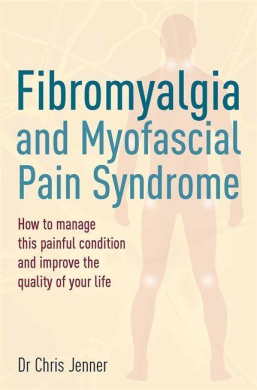 Fibromyalgia
and Myofascial
Pain Syndrome
How to manage
this painful condition
and improve the
quality of your life
Dr Chris Jenner